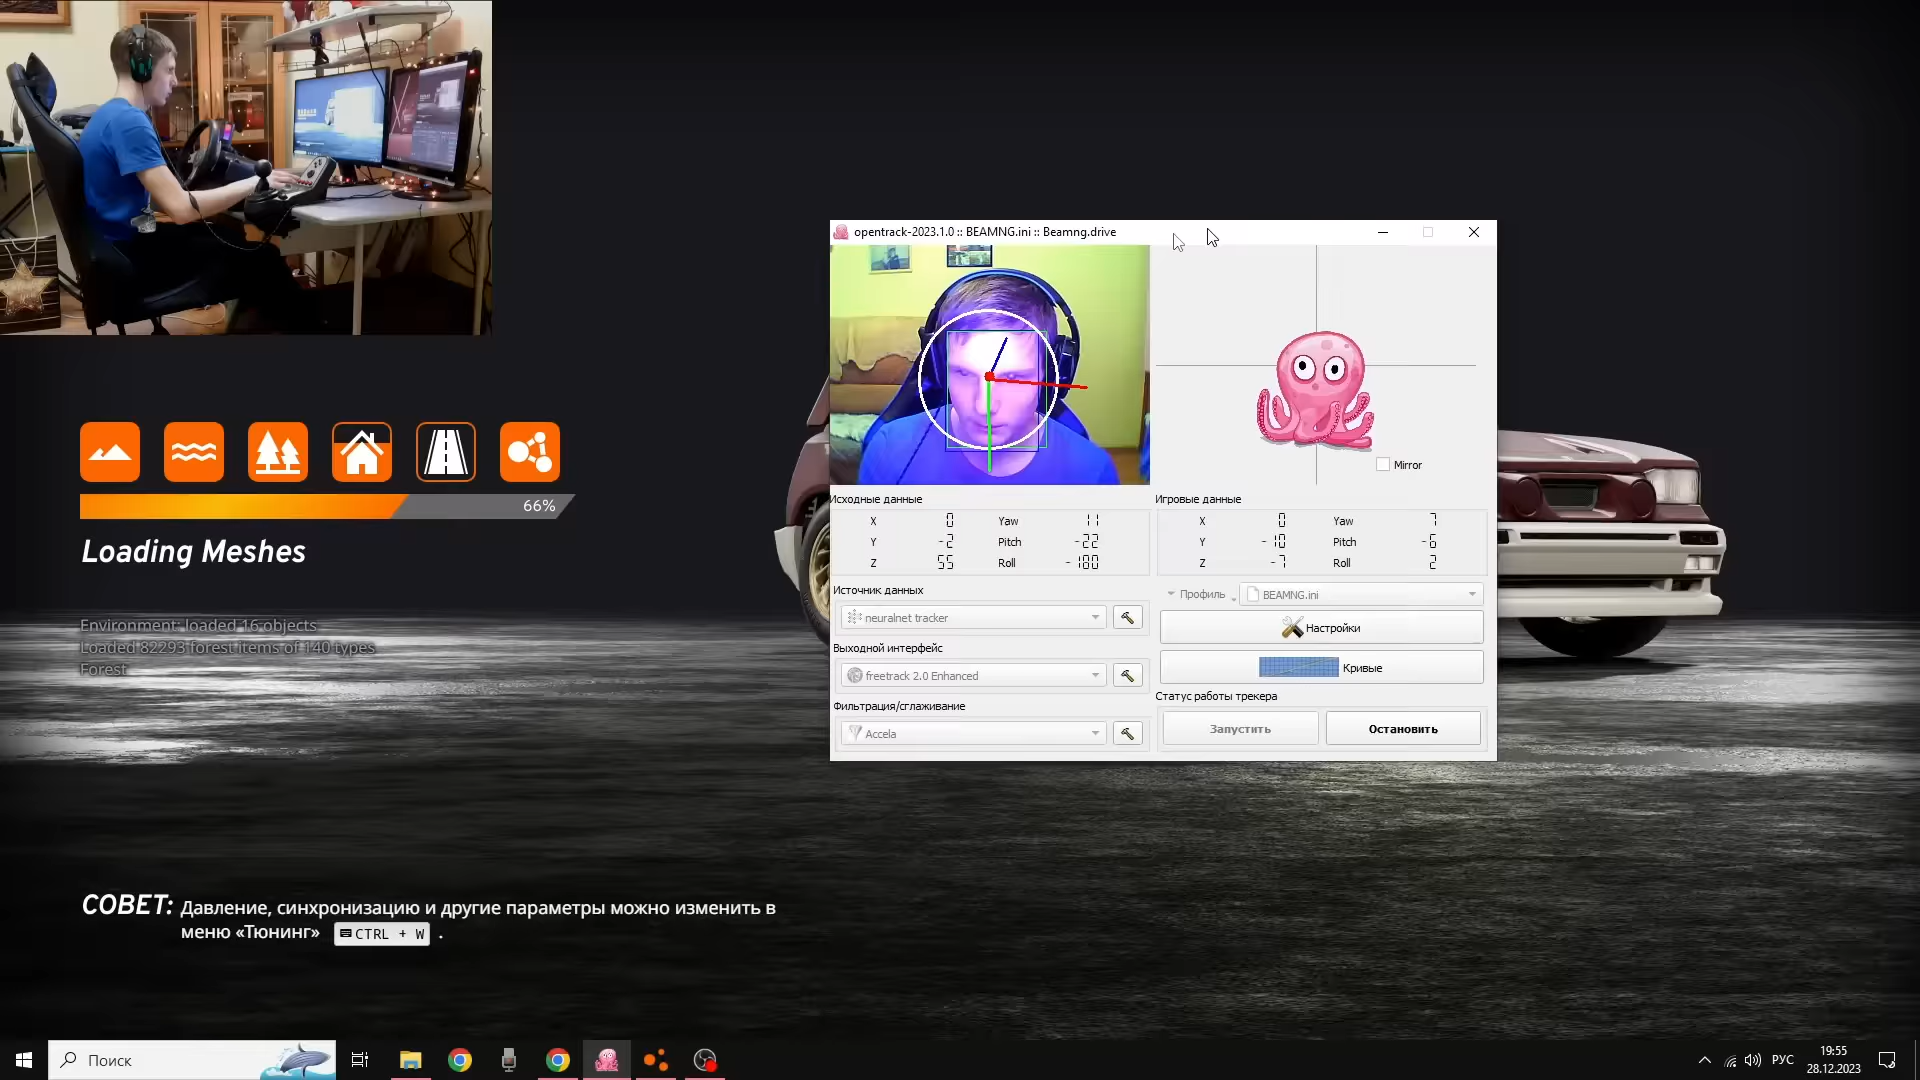 opentrack-2023.1.0 :: BEAMNG.ini :: Beamng.drive
Mirror
Исходные данные
X 0 Yaw 11
Y -2 Pitch -22
Z 55 Roll -180
Игровые данные
X 0 Yaw 7
Y -10 Pitch -6
Z -7 Roll 2
Источник данных
neuralnet tracker
Выходной интерфейс
freetrack 2.0 Enhanced
Фильтрация/сглаживание
Accela
Профиль BEAMNG.ini
Настройки
Кривые
Статус работы трекера
Запустить
Остановить
66%
Loading Meshes
Environment: loaded 16 objects
Loaded 82293 forest items of 140 types
Forest
СОВЕТ: Давление, синхронизацию и другие параметры можно изменить в
меню «Тюнинг» CTRL + W .
Поиск
РУС
19:55
28.12.2023